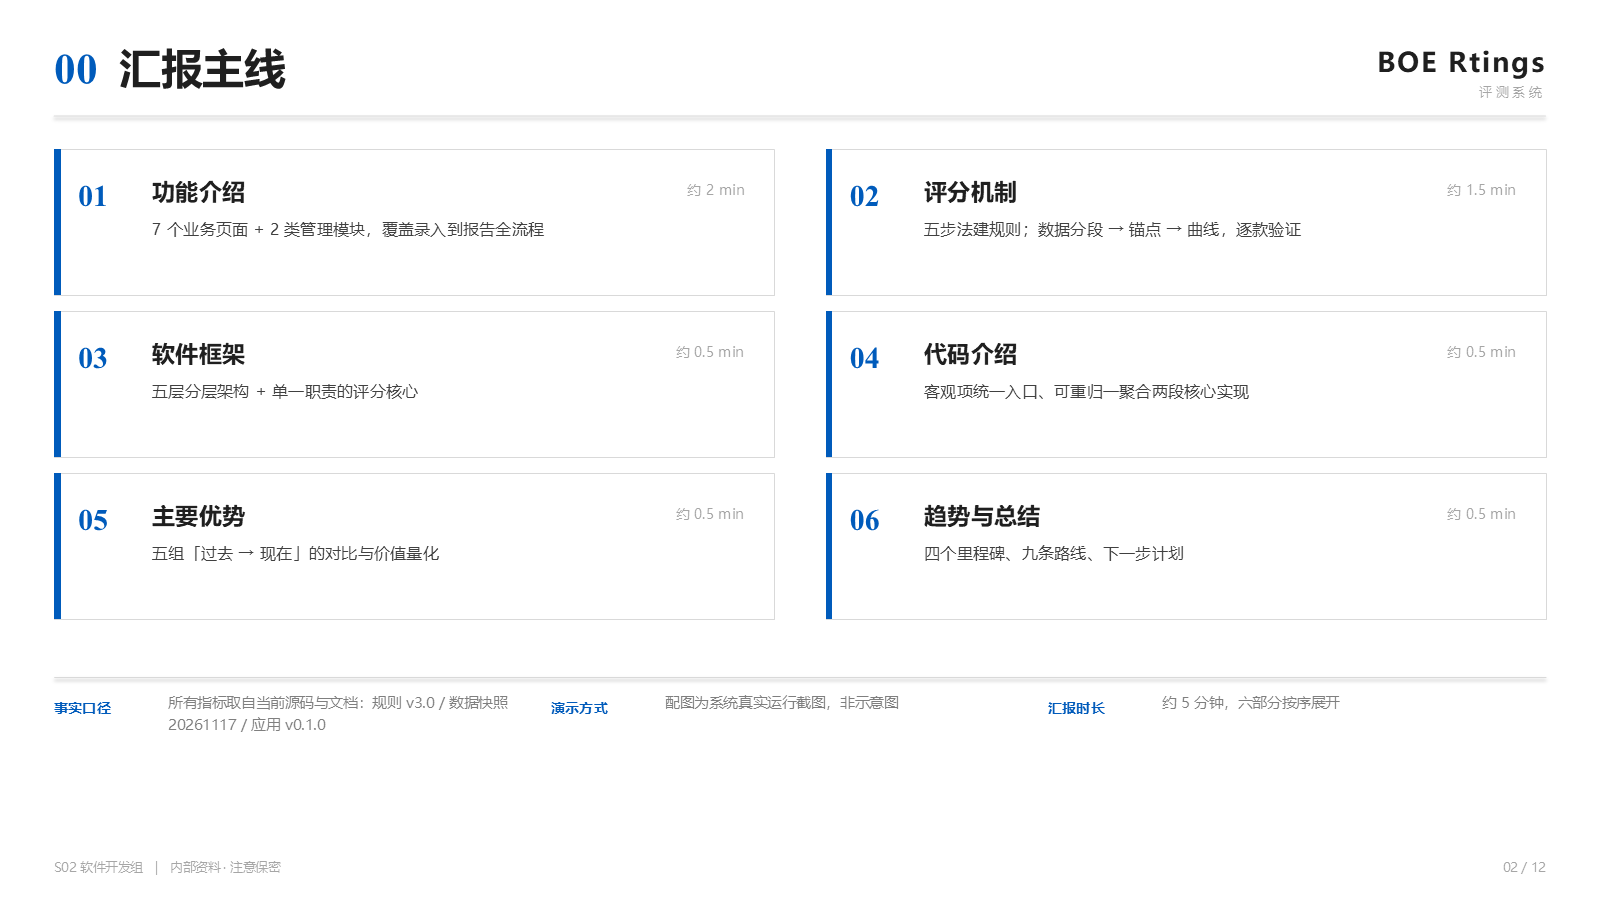 00 汇报主线
BOE Rtings
评测系统
01 功能介绍 约 2 min
7 个业务页面 + 2 类管理模块，覆盖录入到报告全流程
02 评分机制 约 1.5 min
五步法建规则；数据分段 → 锚点 → 曲线，逐款验证
03 软件框架 约 0.5 min
五层分层架构 + 单一职责的评分核心
04 代码介绍 约 0.5 min
客观项统一入口、可重归一聚合两段核心实现
05 主要优势 约 0.5 min
五组「过去 → 现在」的对比与价值量化
06 趋势与总结 约 0.5 min
四个里程碑、九条路线、下一步计划
事实口径
所有指标取自当前源码与文档：规则 v3.0 / 数据快照
20261117 / 应用 v0.1.0
演示方式
配图为系统真实运行截图，非示意图
汇报时长
约 5 分钟，六部分按序展开
S02 软件开发组 | 内部资料 · 注意保密
02 / 12